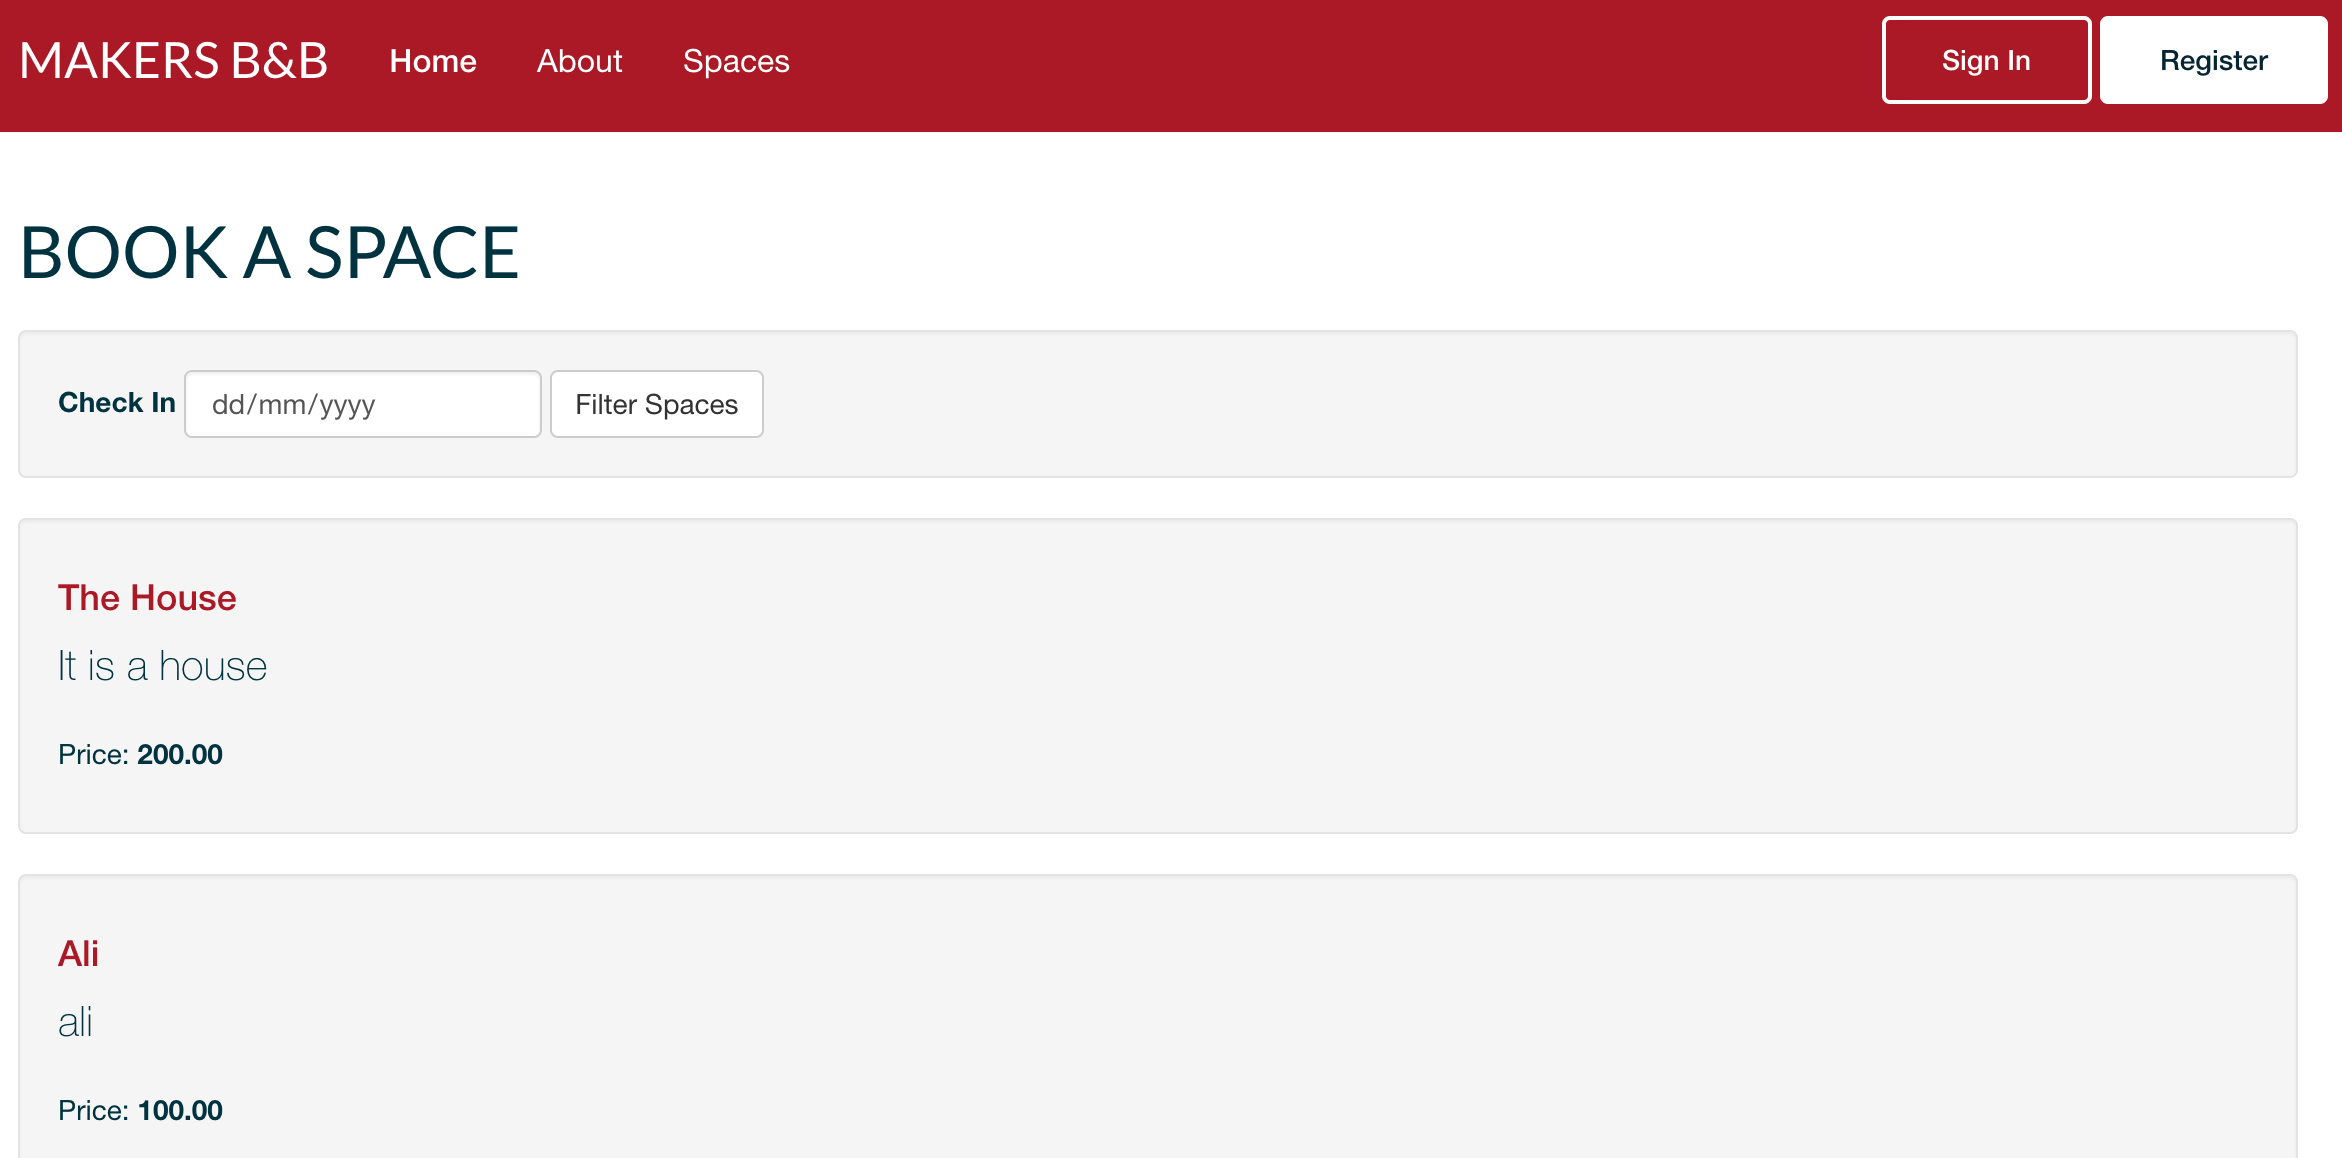 MAKERS B&B Home About Spaces Sign In Register
BOOK A SPACE
Check In dd/mm/yyyy Filter Spaces
The House
It is a house
Price: 200.00
Ali
ali
Price: 100.00